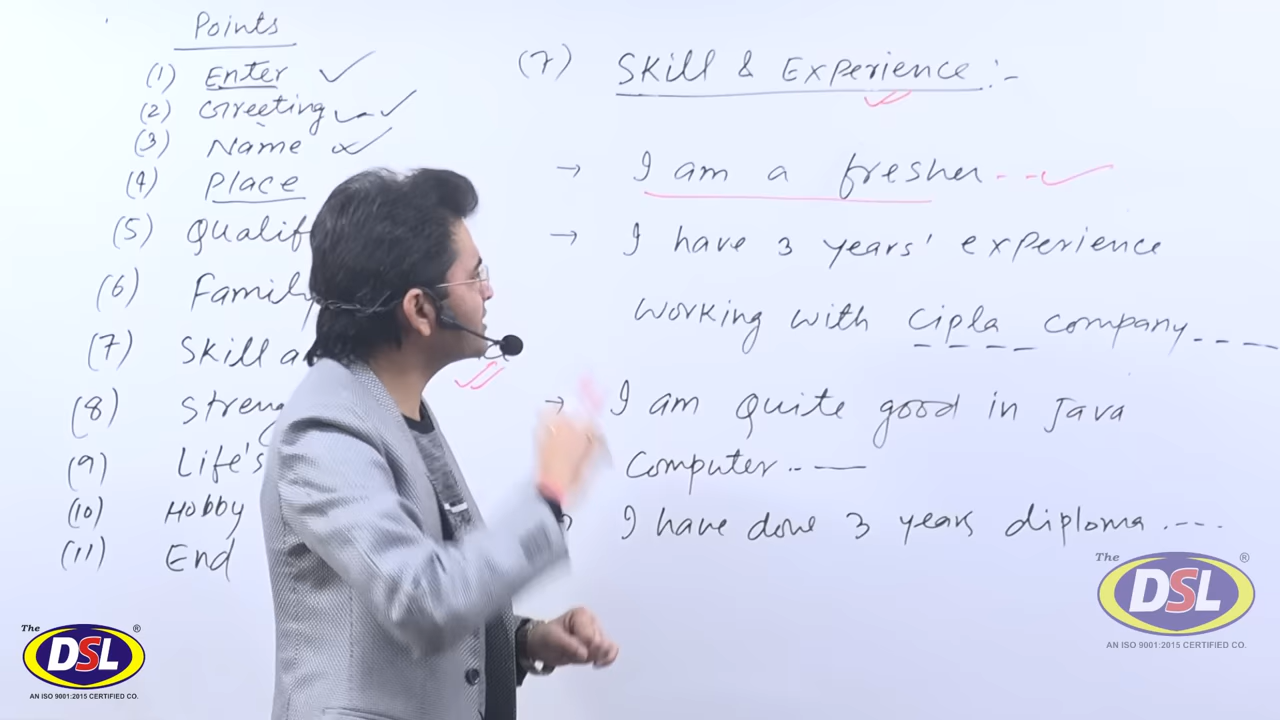 Points
(1) Enter
(2) Greeting
(3) Name
(4) Place
(5)
(6) Family
(7) Skill
(8)
(9) Life's
(10) Hobby
(11) End
(7) Skill & Experience :-
→ I am a fresher
→ I have 3 years' experience
working with Cipla company
→ I am quite good in Java
Computer
I have done 3 years diploma
The
DSL
®
AN ISO 9001:2015 CERTIFIED CO.
The
DSL
®
AN ISO 9001:2015 CERTIFIED CO.